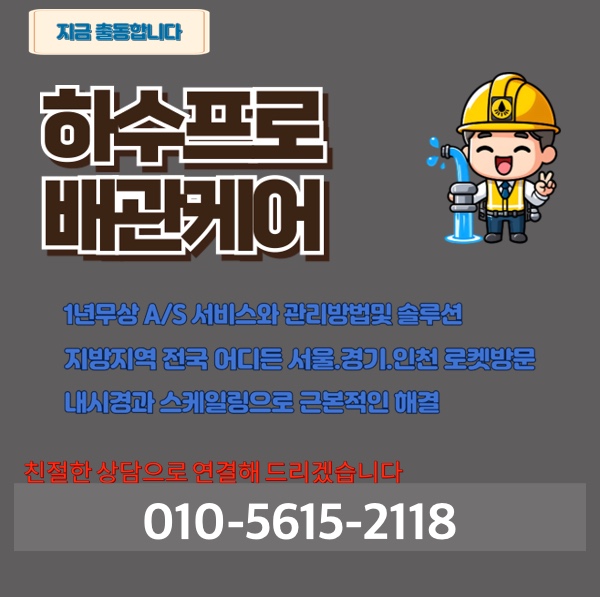 지금 출동합니다
하수프로
배관케어
1년무상 A/S 서비스와 관리방법및 솔루션
지방지역 전국 어디든 서울.경기.인천 로켓방문
내시경과 스케일링으로 근본적인 해결
친절한 상담으로 연결해 드리겠습니다
010-5615-2118